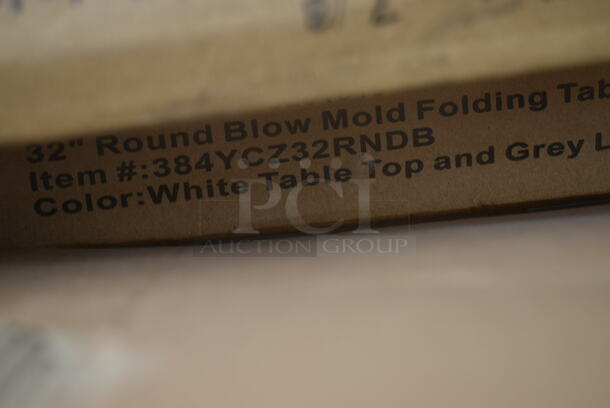 32" Round Blow Mold Folding Tab
Item #:384YCZ32RNDB
Color:White Table Top and Grey L
PCI
AUCTION GROUP